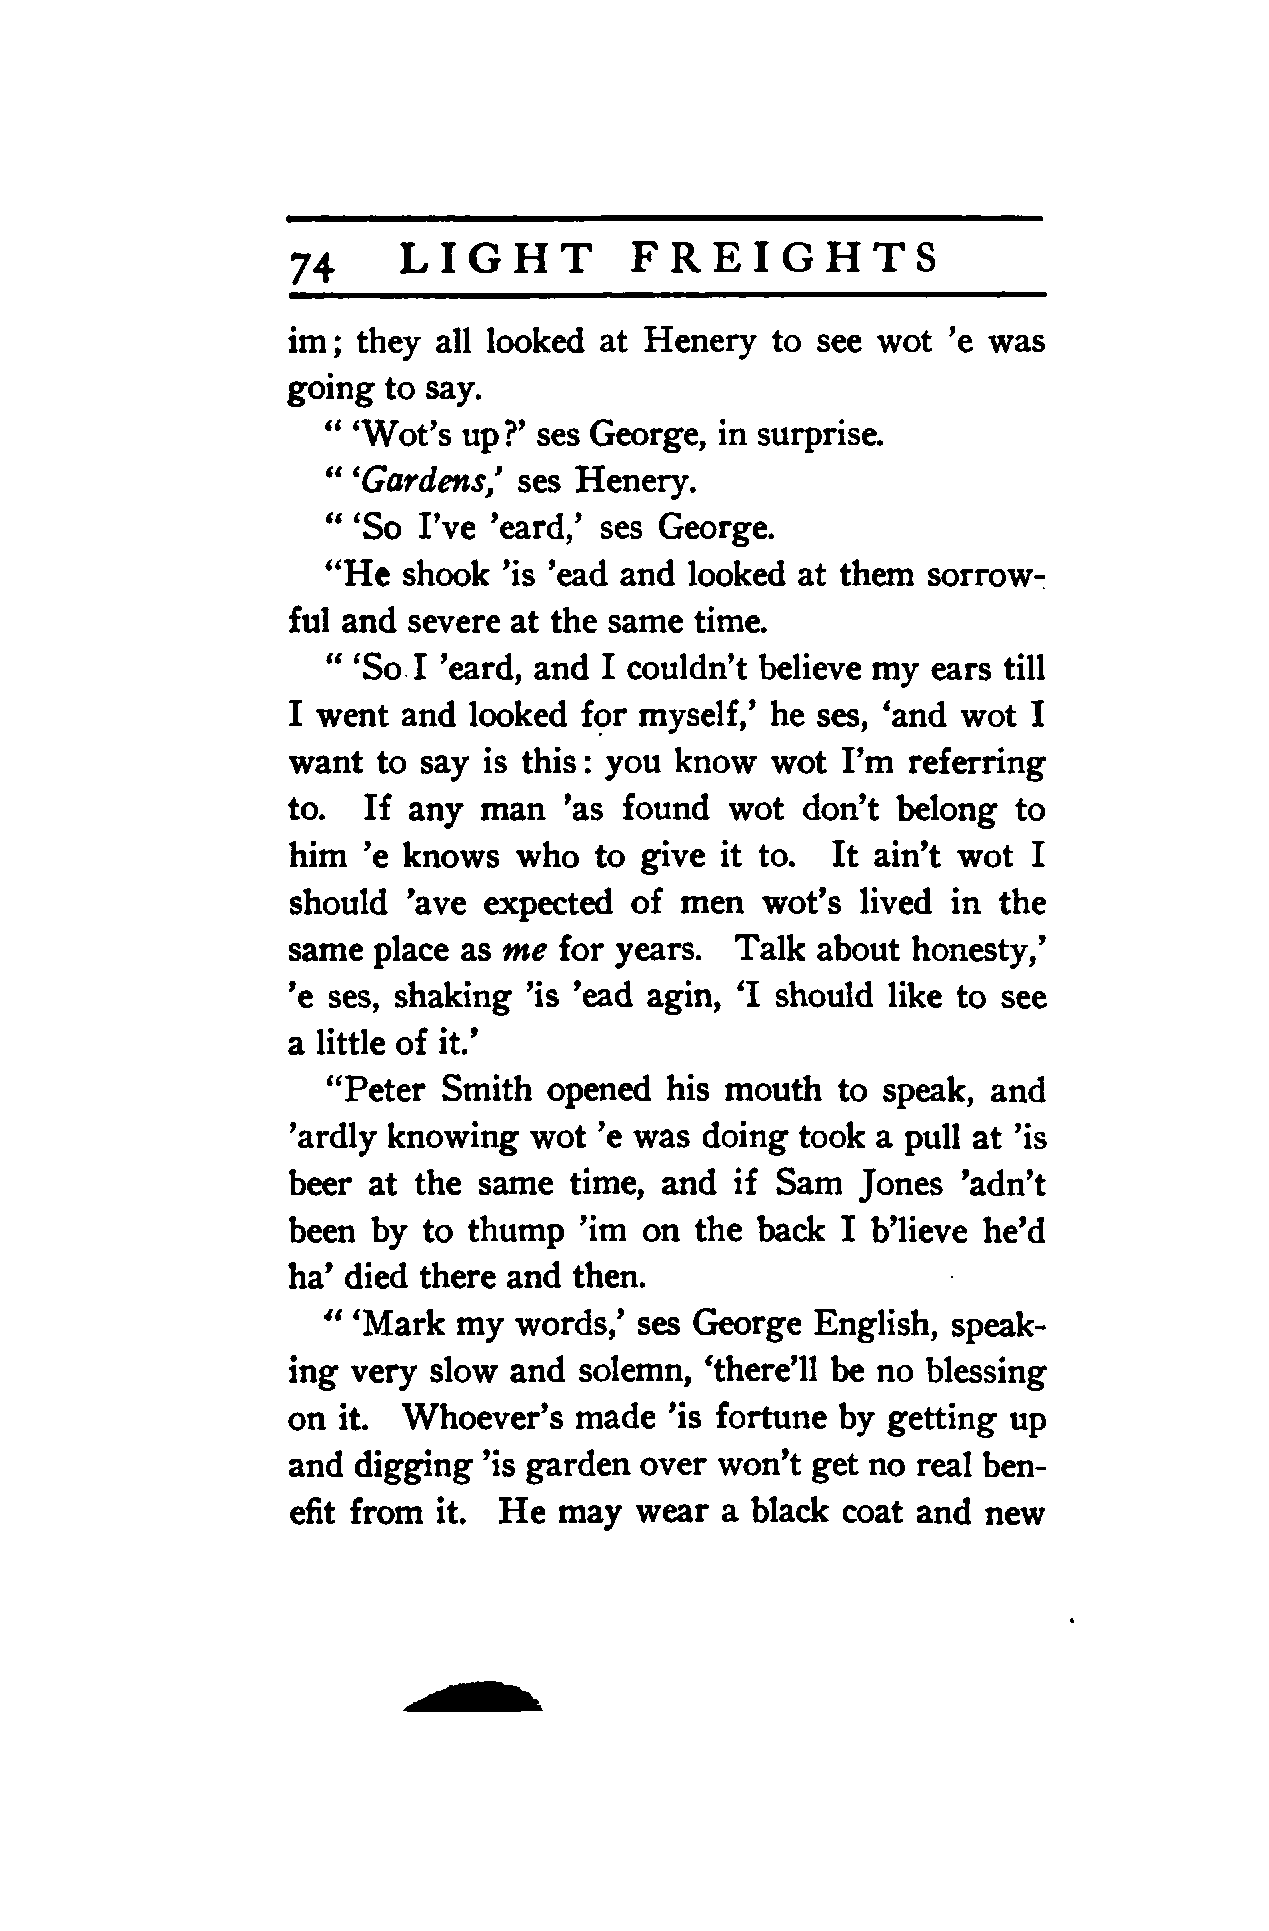 74 LIGHT FREIGHTS
im; they all looked at Henery to see wot ’e was
going to say.
“ ‘Wot’s up?’ ses George, in surprise.
“ ‘Gardens,’ ses Henery.
“ ‘So I’ve ’eard,’ ses George.
“He shook ’is ’ead and looked at them sorrow-
ful and severe at the same time.
“ ‘So I ’eard, and I couldn’t believe my ears till
I went and looked for myself,’ he ses, ‘and wot I
want to say is this: you know wot I’m referring
to. If any man ’as found wot don’t belong to
him ’e knows who to give it to. It ain’t wot I
should ’ave expected of men wot’s lived in the
same place as me for years. Talk about honesty,’
’e ses, shaking ’is ’ead agin, ‘I should like to see
a little of it.’
“Peter Smith opened his mouth to speak, and
’ardly knowing wot ’e was doing took a pull at ’is
beer at the same time, and if Sam Jones ’adn’t
been by to thump ’im on the back I b’lieve he’d
ha’ died there and then.
“ ‘Mark my words,’ ses George English, speak-
ing very slow and solemn, ‘there’ll be no blessing
on it. Whoever’s made ’is fortune by getting up
and digging ’is garden over won’t get no real ben-
efit from it. He may wear a black coat and new